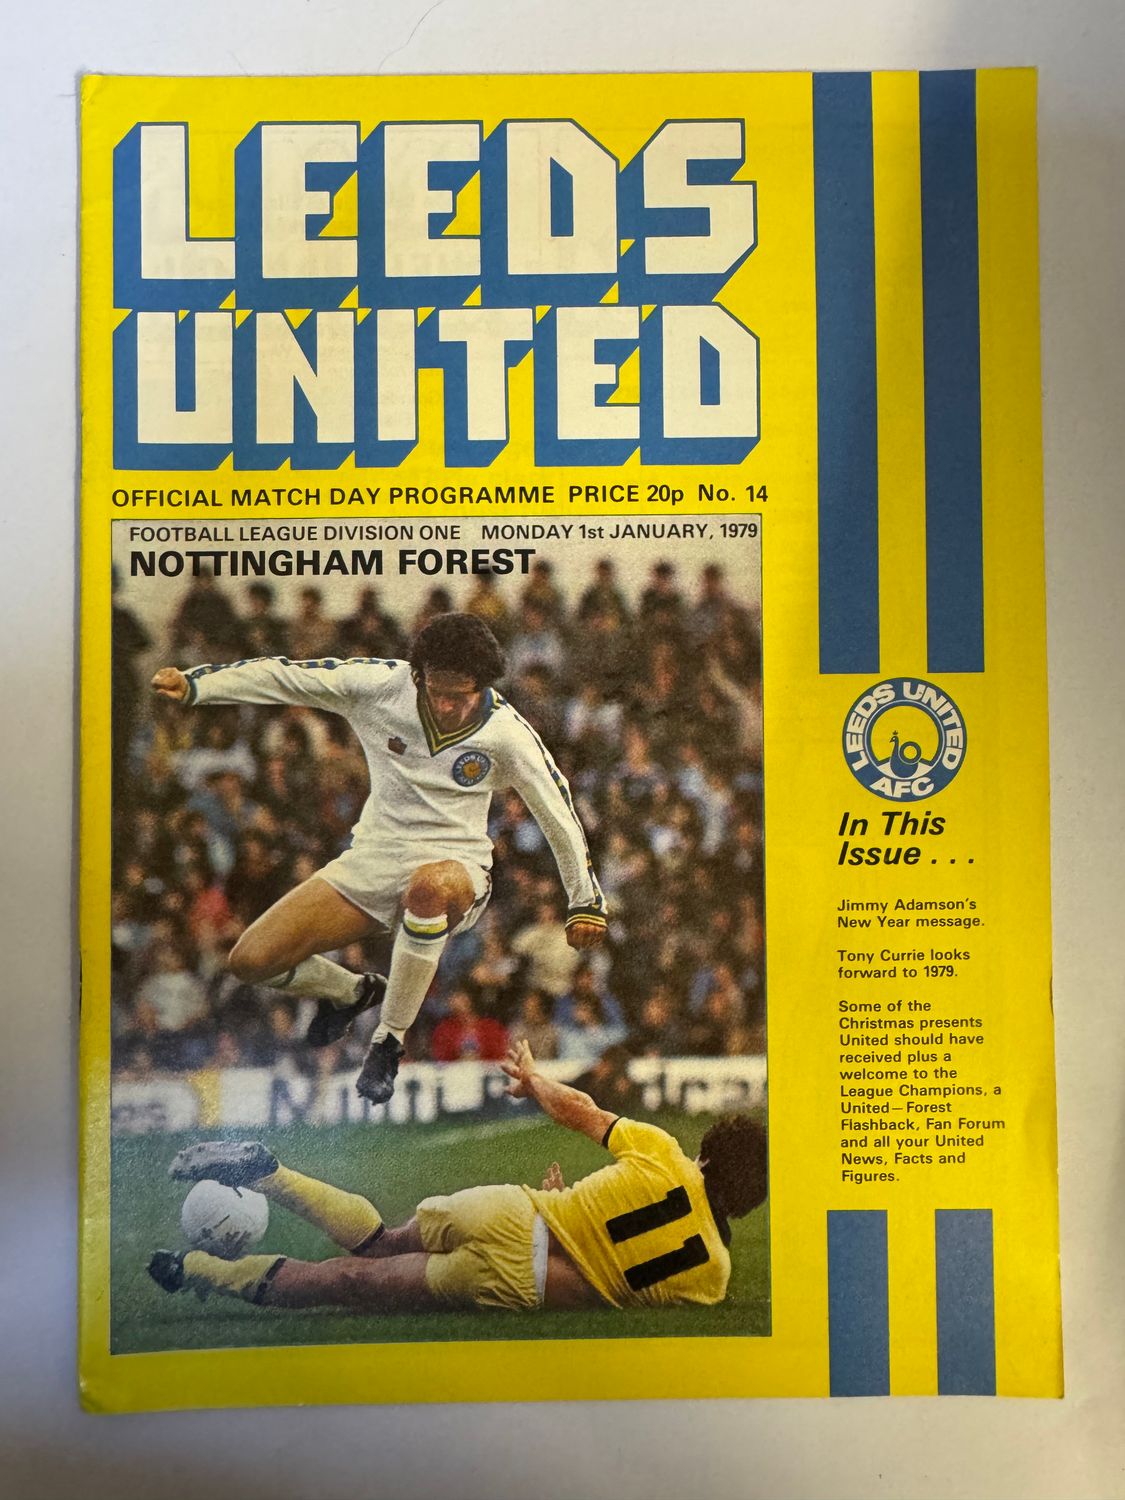 LEEDS
UNITED
OFFICIAL MATCH DAY PROGRAMME PRICE 20p No. 14
FOOTBALL LEAGUE DIVISION ONE MONDAY 1st JANUARY, 1979
NOTTINGHAM FOREST
LEEDS UNITED
AFC
In This
Issue . . .
Jimmy Adamson's
New Year message.
Tony Currie looks
forward to 1979.
Some of the
Christmas presents
United should have
received plus a
welcome to the
League Champions, a
United—Forest
Flashback, Fan Forum
and all your United
News, Facts and
Figures.
11